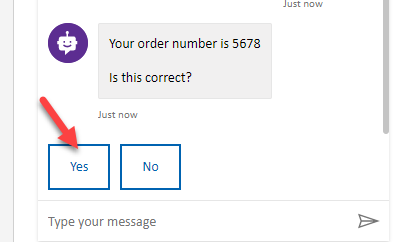 Just now
Your order number is 5678
Is this correct?
Just now
Yes
No
Type your message